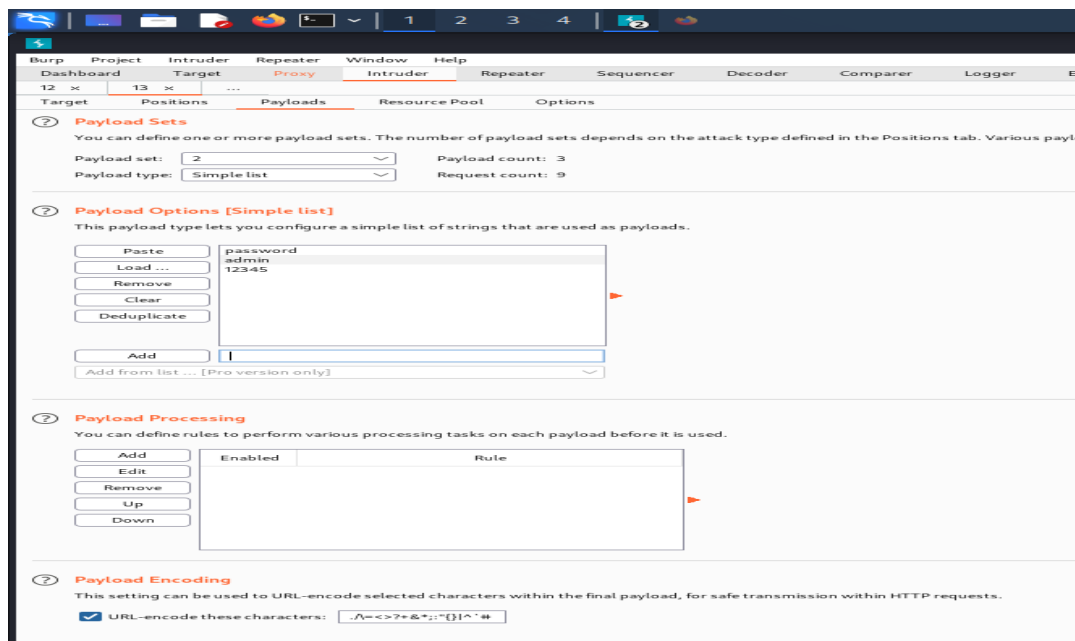 1 2 3 4 2
Burp Project Intruder Repeater Window Help
Dashboard Target Proxy Intruder Repeater Sequencer Decoder Comparer Logger E
12 × 13 × ...
Target Positions Payloads Resource Pool Options
? Payload Sets
You can define one or more payload sets. The number of payload sets depends on the attack type defined in the Positions tab. Various payl
Payload set: 2 Payload count: 3
Payload type: Simple list Request count: 9
? Payload Options [Simple list]
This payload type lets you configure a simple list of strings that are used as payloads.
Paste password
admin
Load ... 12345
Remove
Clear
Deduplicate
Add
Add from list ... [Pro version only]
? Payload Processing
You can define rules to perform various processing tasks on each payload before it is used.
Add Enabled Rule
Edit
Remove
Up
Down
? Payload Encoding
This setting can be used to URL-encode selected characters within the final payload, for safe transmission within HTTP requests.
URL-encode these characters: ./\=<>?+&*;:"{}|^`#